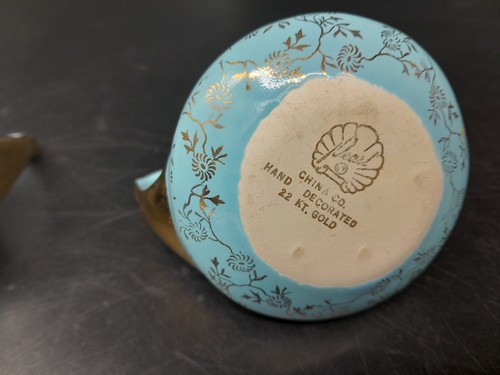 Pearl
CHINA CO.
HAND DECORATED
22 KT. GOLD